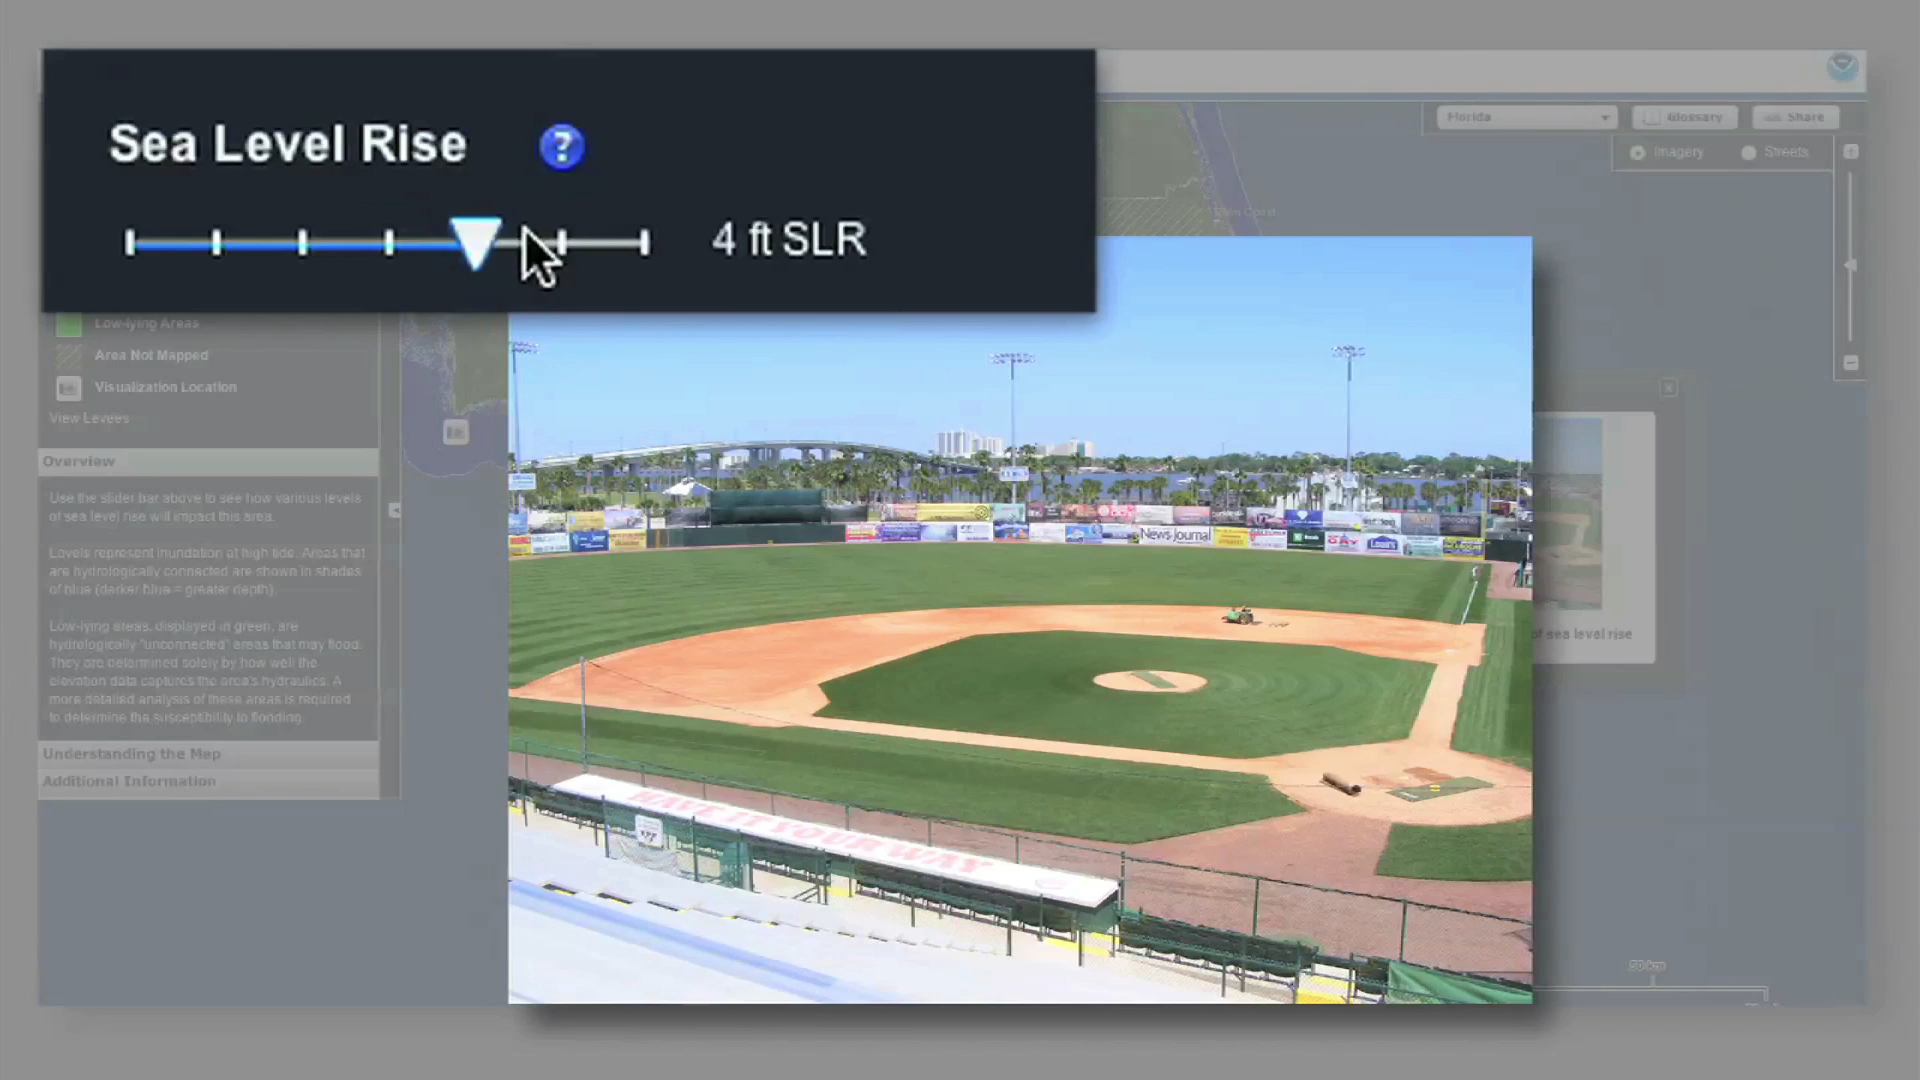 Sea Level Rise ?
4 ft SLR
Florida
Glossary
Share
Imagery
Streets
Palm Coast
Low-lying Areas
Area Not Mapped
Visualization Location
View Levees
Overview
Use the slider bar above to see how various levels
of sea level rise will impact this area.
Levels represent inundation at high tide. Areas that
are hydrologically connected are shown in shades
of blue (darker blue = greater depth).
Low-lying areas, displayed in green, are
hydrologically "unconnected" areas that may flood.
They are determined solely by how well the
elevation data captures the area's hydraulics. A
more detailed analysis of these areas is required
to determine the susceptibility to flooding.
Understanding the Map
Additional Information
News-Journal
Lowe's
HAVE IT YOUR WAY
of sea level rise
50 km